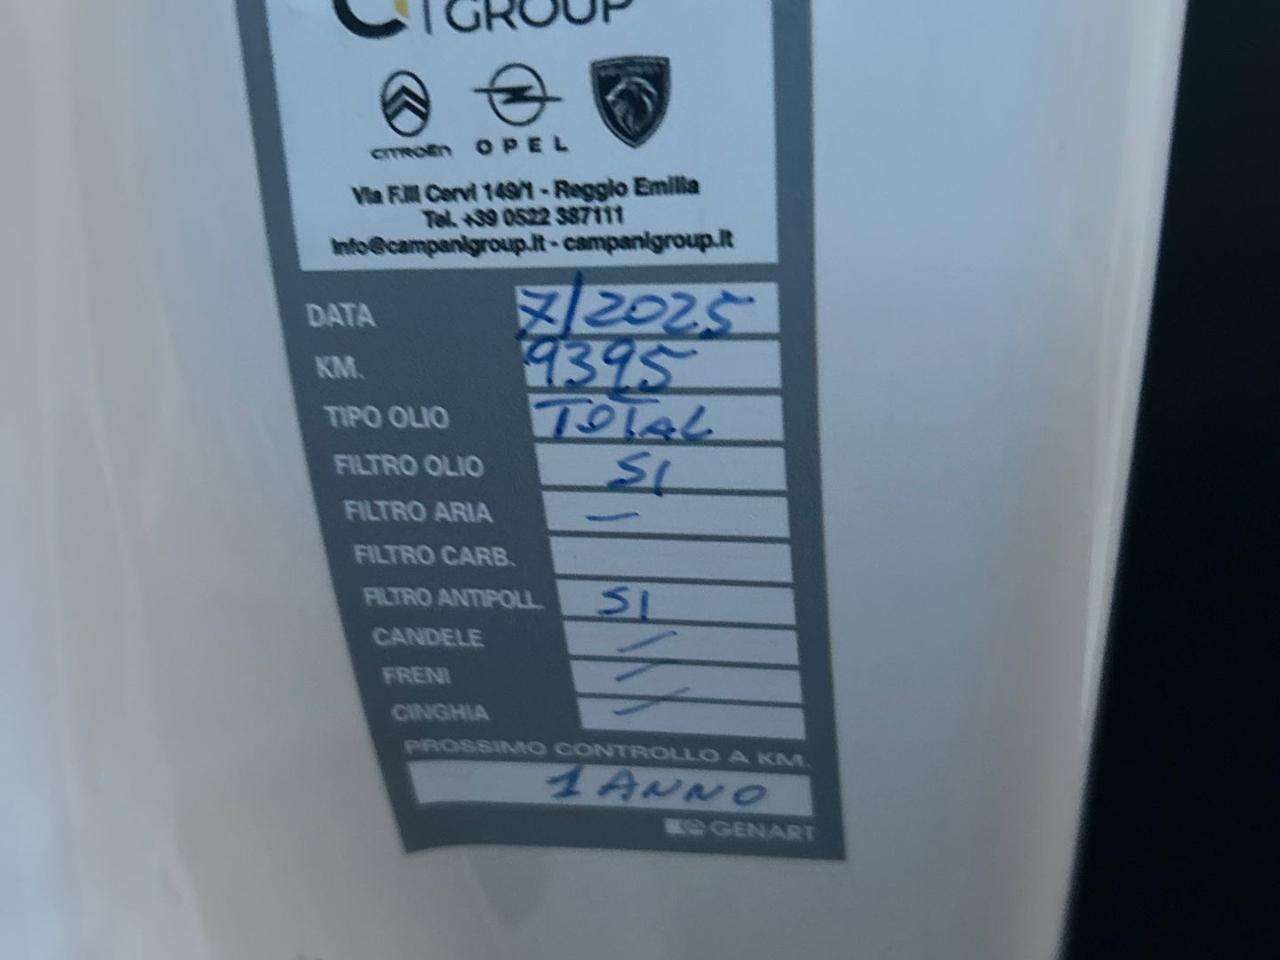 GROUP
CITROËN OPEL
Via F.lli Cervi 149/1 - Reggio Emilia
Tel. +39 0522 387111
info@campanigroup.it - campanigroup.it
DATA 7/2025
KM. 9395
TIPO OLIO TOTAL
FILTRO OLIO SI
FILTRO ARIA —
FILTRO CARB.
FILTRO ANTIPOLL. SI
CANDELE /
FRENI /
CINGHIA /
PROSSIMO CONTROLLO A KM.
1 ANNO
GENART